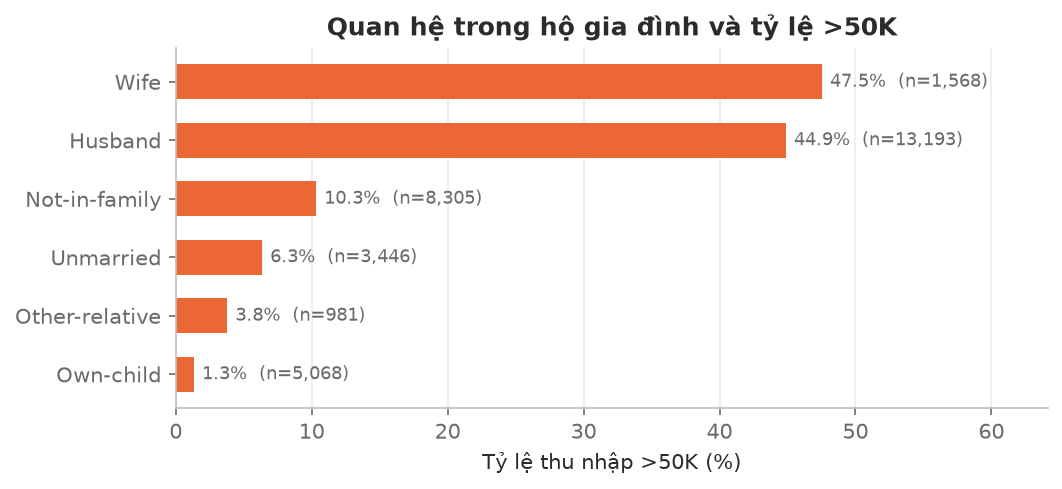 Quan hệ trong hộ gia đình và tỷ lệ >50K
Wife 47.5% (n=1,568)
Husband 44.9% (n=13,193)
Not-in-family 10.3% (n=8,305)
Unmarried 6.3% (n=3,446)
Other-relative 3.8% (n=981)
Own-child 1.3% (n=5,068)
0 10 20 30 40 50 60
Tỷ lệ thu nhập >50K (%)